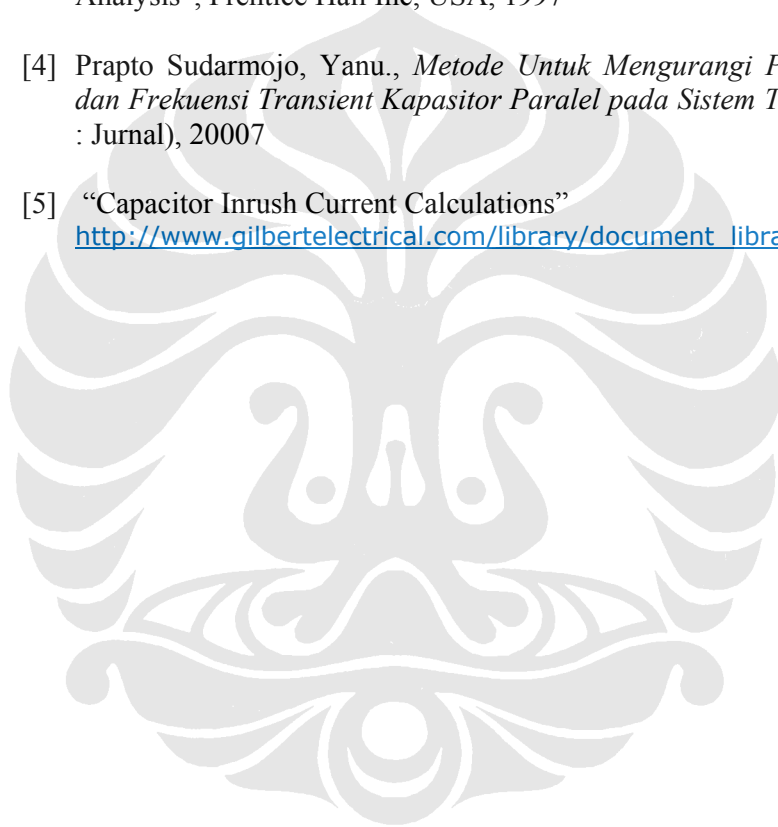 Analysis”, Prentice Hall Inc, USA, 1997
[4] Prapto Sudarmojo, Yanu., Metode Untuk Mengurangi
dan Frekuensi Transient Kapasitor Paralel pada Sistem
: Jurnal), 20007
[5] “Capacitor Inrush Current Calculations”
http://www.gilbertelectrical.com/library/document_libra